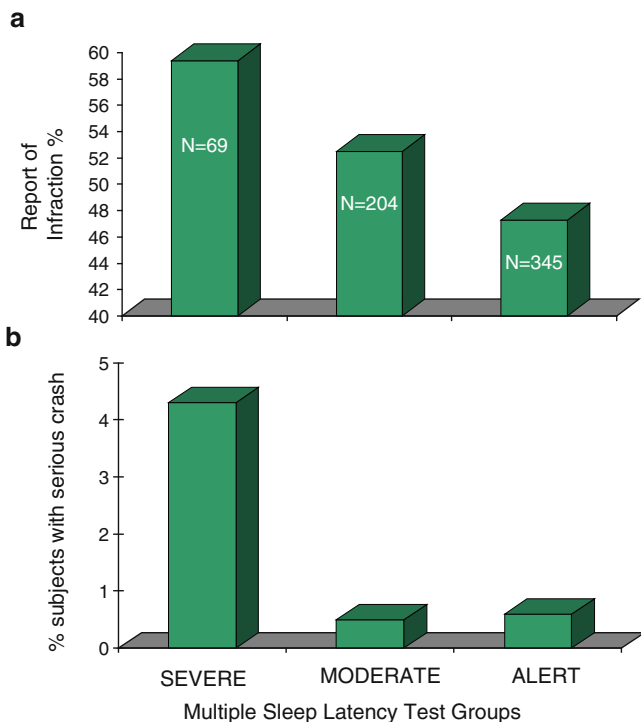 a
Report of
Infraction %
60
58
56
54
52
50
48
46
44
42
40
N=69
N=204
N=345
b
% subjects with serious crash
5
4
3
2
1
0
SEVERE MODERATE ALERT
Multiple Sleep Latency Test Groups